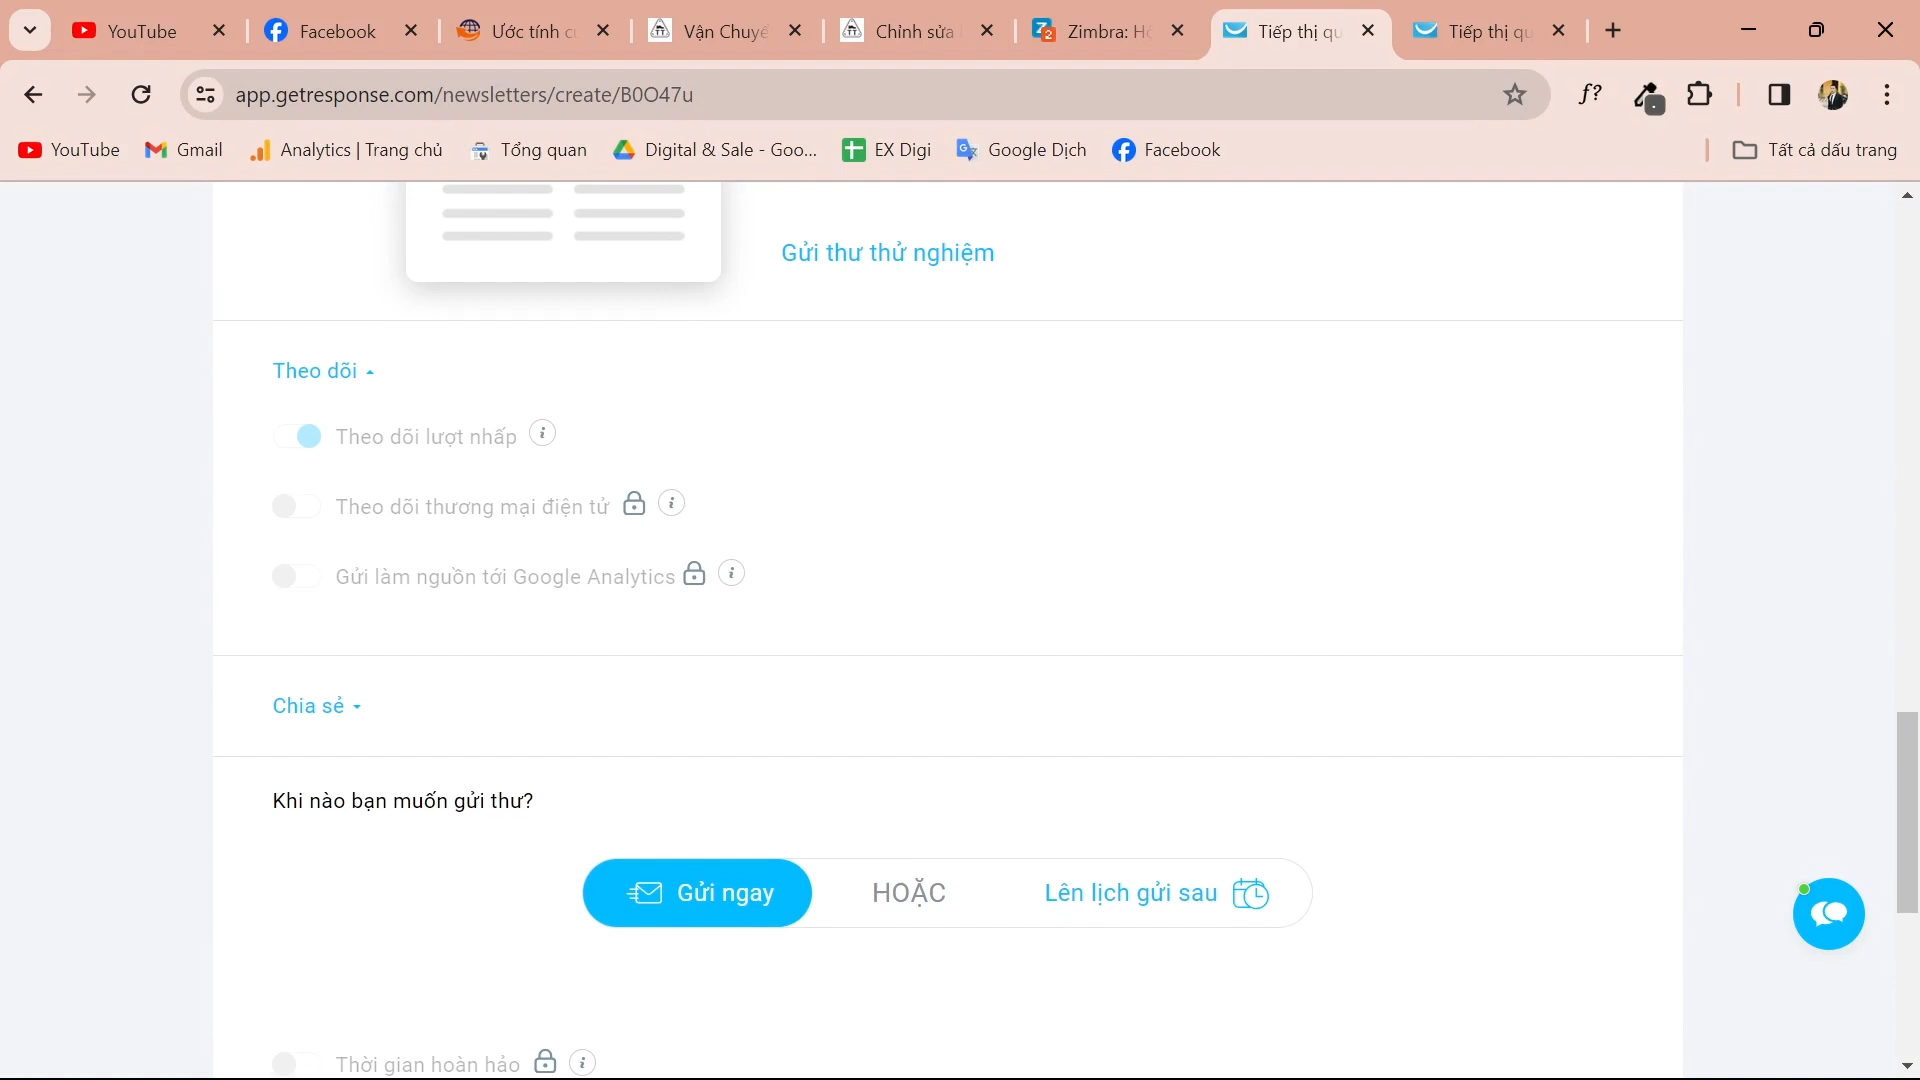 YouTube
Facebook
Ước tính
Vận Chuyể
Chỉnh sửa
Zimbra: H
Tiếp thị qu
Tiếp thị qu
app.getresponse.com/newsletters/create/B0O47u
f?
YouTube
Gmail
Analytics | Trang chủ
Tổng quan
Digital & Sale - Goo...
EX Digi
Google Dịch
Facebook
Tất cả dấu trang
Gửi thư thử nghiệm
Theo dõi
Theo dõi lượt nhấp
Theo dõi thương mại điện tử
Gửi làm nguồn tới Google Analytics
Chia sẻ
Khi nào bạn muốn gửi thư?
Gửi ngay
HOẶC
Lên lịch gửi sau
Thời gian hoàn hảo